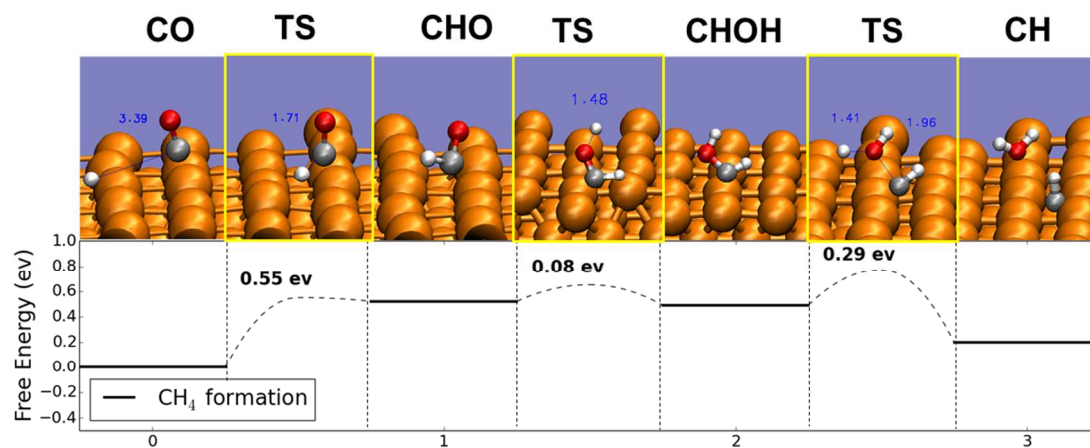 CO TS CHO TS CHOH TS CH
3.39 1.71 1.48 1.41 1.96
Free Energy (ev)
1.0
0.8
0.6
0.4
0.2
0.0
−0.2
−0.4
0.55 ev 0.08 ev 0.29 ev
CH₄ formation
0 1 2 3